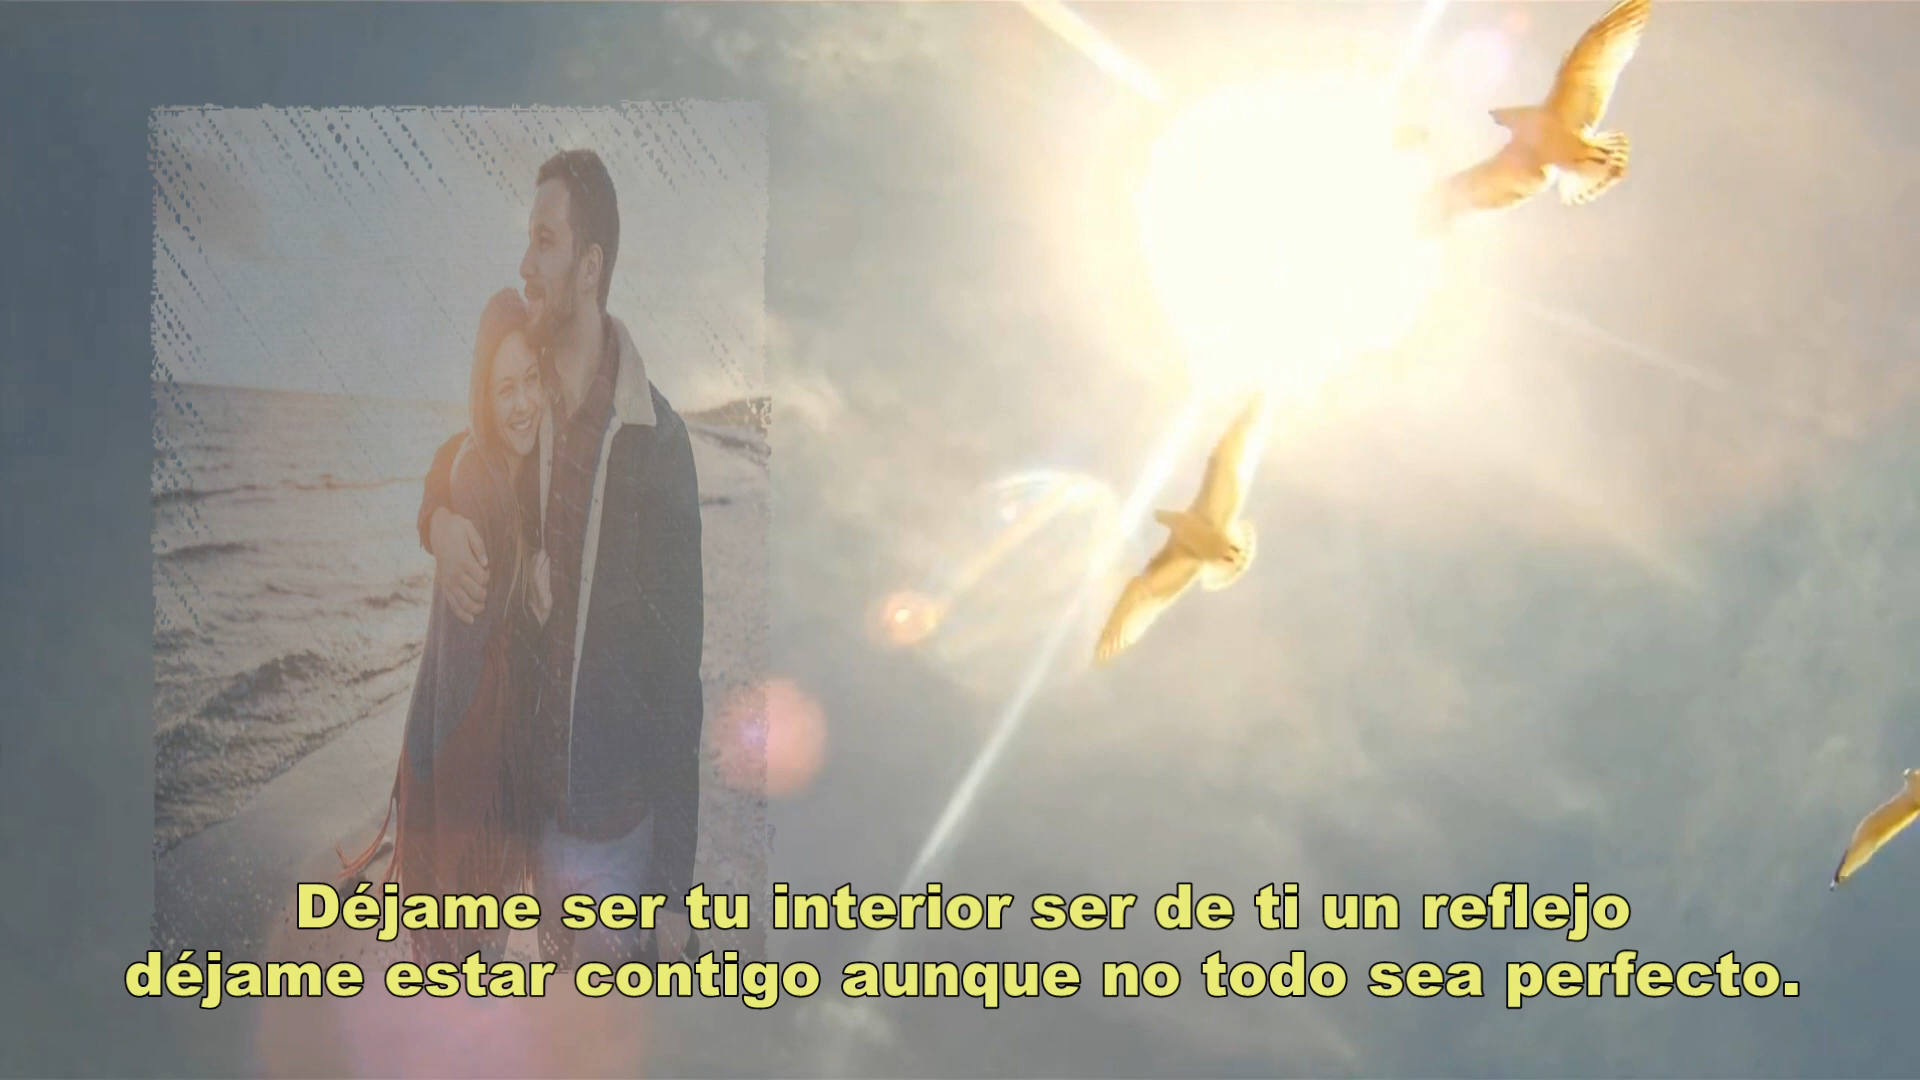 Déjame ser tu interior ser de ti un reflejo
déjame estar contigo aunque no todo sea perfecto.